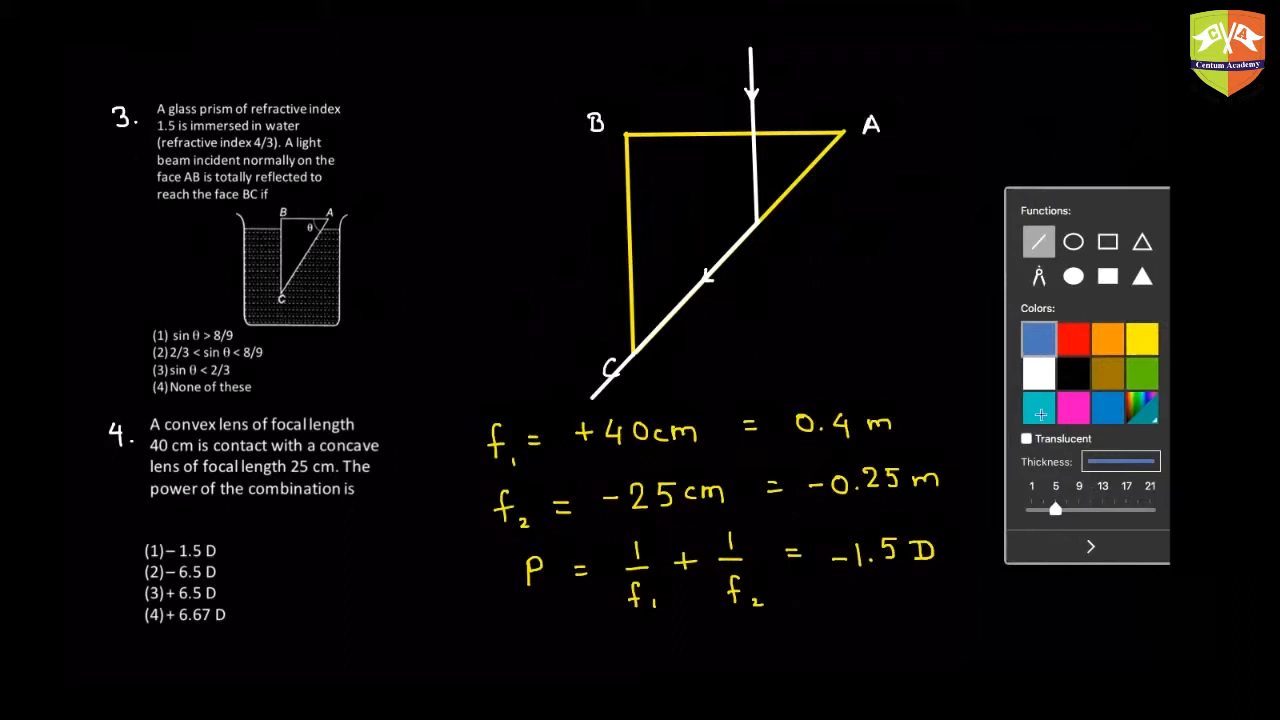 C A
Centum Academy
3.
A glass prism of refractive index
1.5 is immersed in water
(refractive index 4/3). A light
beam incident normally on the
face AB is totally reflected to
reach the face BC if
B A
θ
C
(1) sin θ > 8/9
(2) 2/3 < sin θ < 8/9
(3) sin θ < 2/3
(4) None of these
B A
C
4.
A convex lens of focal length
40 cm is contact with a concave
lens of focal length 25 cm. The
power of the combination is
(1) – 1.5 D
(2) – 6.5 D
(3) + 6.5 D
(4) + 6.67 D
f₁ = +40cm = 0.4 m
f₂ = -25cm = -0.25m
P = 1/f₁ + 1/f₂ = -1.5 D
Functions:
Colors:
Translucent
Thickness:
1 5 9 13 17 21